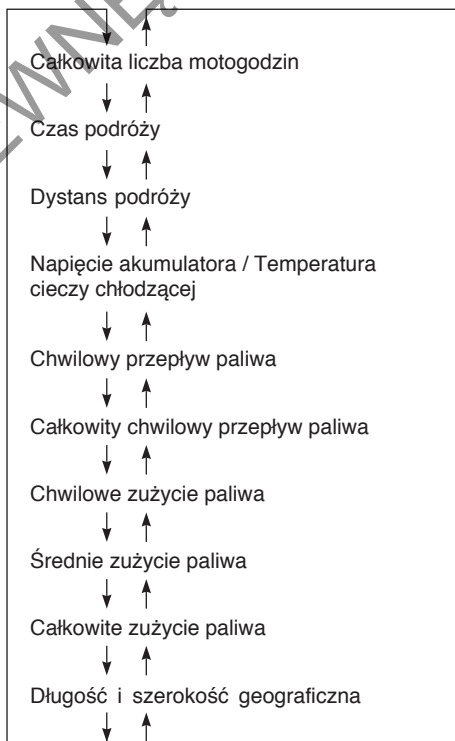 Całkowita liczba motogodzin
Czas podróży
Dystans podróży
Napięcie akumulatora / Temperatura
cieczy chłodzącej
Chwilowy przepływ paliwa
Całkowity chwilowy przepływ paliwa
Chwilowe zużycie paliwa
Średnie zużycie paliwa
Całkowite zużycie paliwa
Długość i szerokość geograficzna